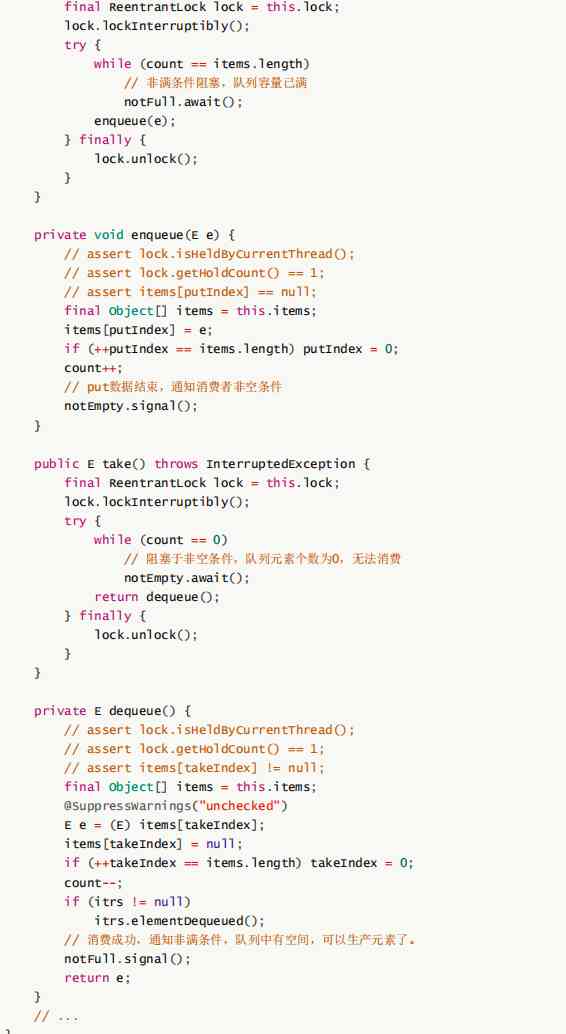 final ReentrantLock lock = this.lock;
lock.lockInterruptibly();
try {
while (count == items.length)
// 非满条件阻塞，队列容量已满
notFull.await();
enqueue(e);
} finally {
lock.unlock();
}
}
private void enqueue(E e) {
// assert lock.isHeldByCurrentThread();
// assert lock.getHoldCount() == 1;
// assert items[putIndex] == null;
final Object[] items = this.items;
items[putIndex] = e;
if (++putIndex == items.length) putIndex = 0;
count++;
// put数据结束，通知消费者非空条件
notEmpty.signal();
}
public E take() throws InterruptedException {
final ReentrantLock lock = this.lock;
lock.lockInterruptibly();
try {
while (count == 0)
// 阻塞于非空条件，队列元素个数为0，无法消费
notEmpty.await();
return dequeue();
} finally {
lock.unlock();
}
}
private E dequeue() {
// assert lock.isHeldByCurrentThread();
// assert lock.getHoldCount() == 1;
// assert items[takeIndex] != null;
final Object[] items = this.items;
@SuppressWarnings("unchecked")
E e = (E) items[takeIndex];
items[takeIndex] = null;
if (++takeIndex == items.length) takeIndex = 0;
count--;
if (itrs != null)
itrs.elementDequeued();
// 消费成功，通知非满条件，队列中有空间，可以生产元素了。
notFull.signal();
return e;
}
// ...
}